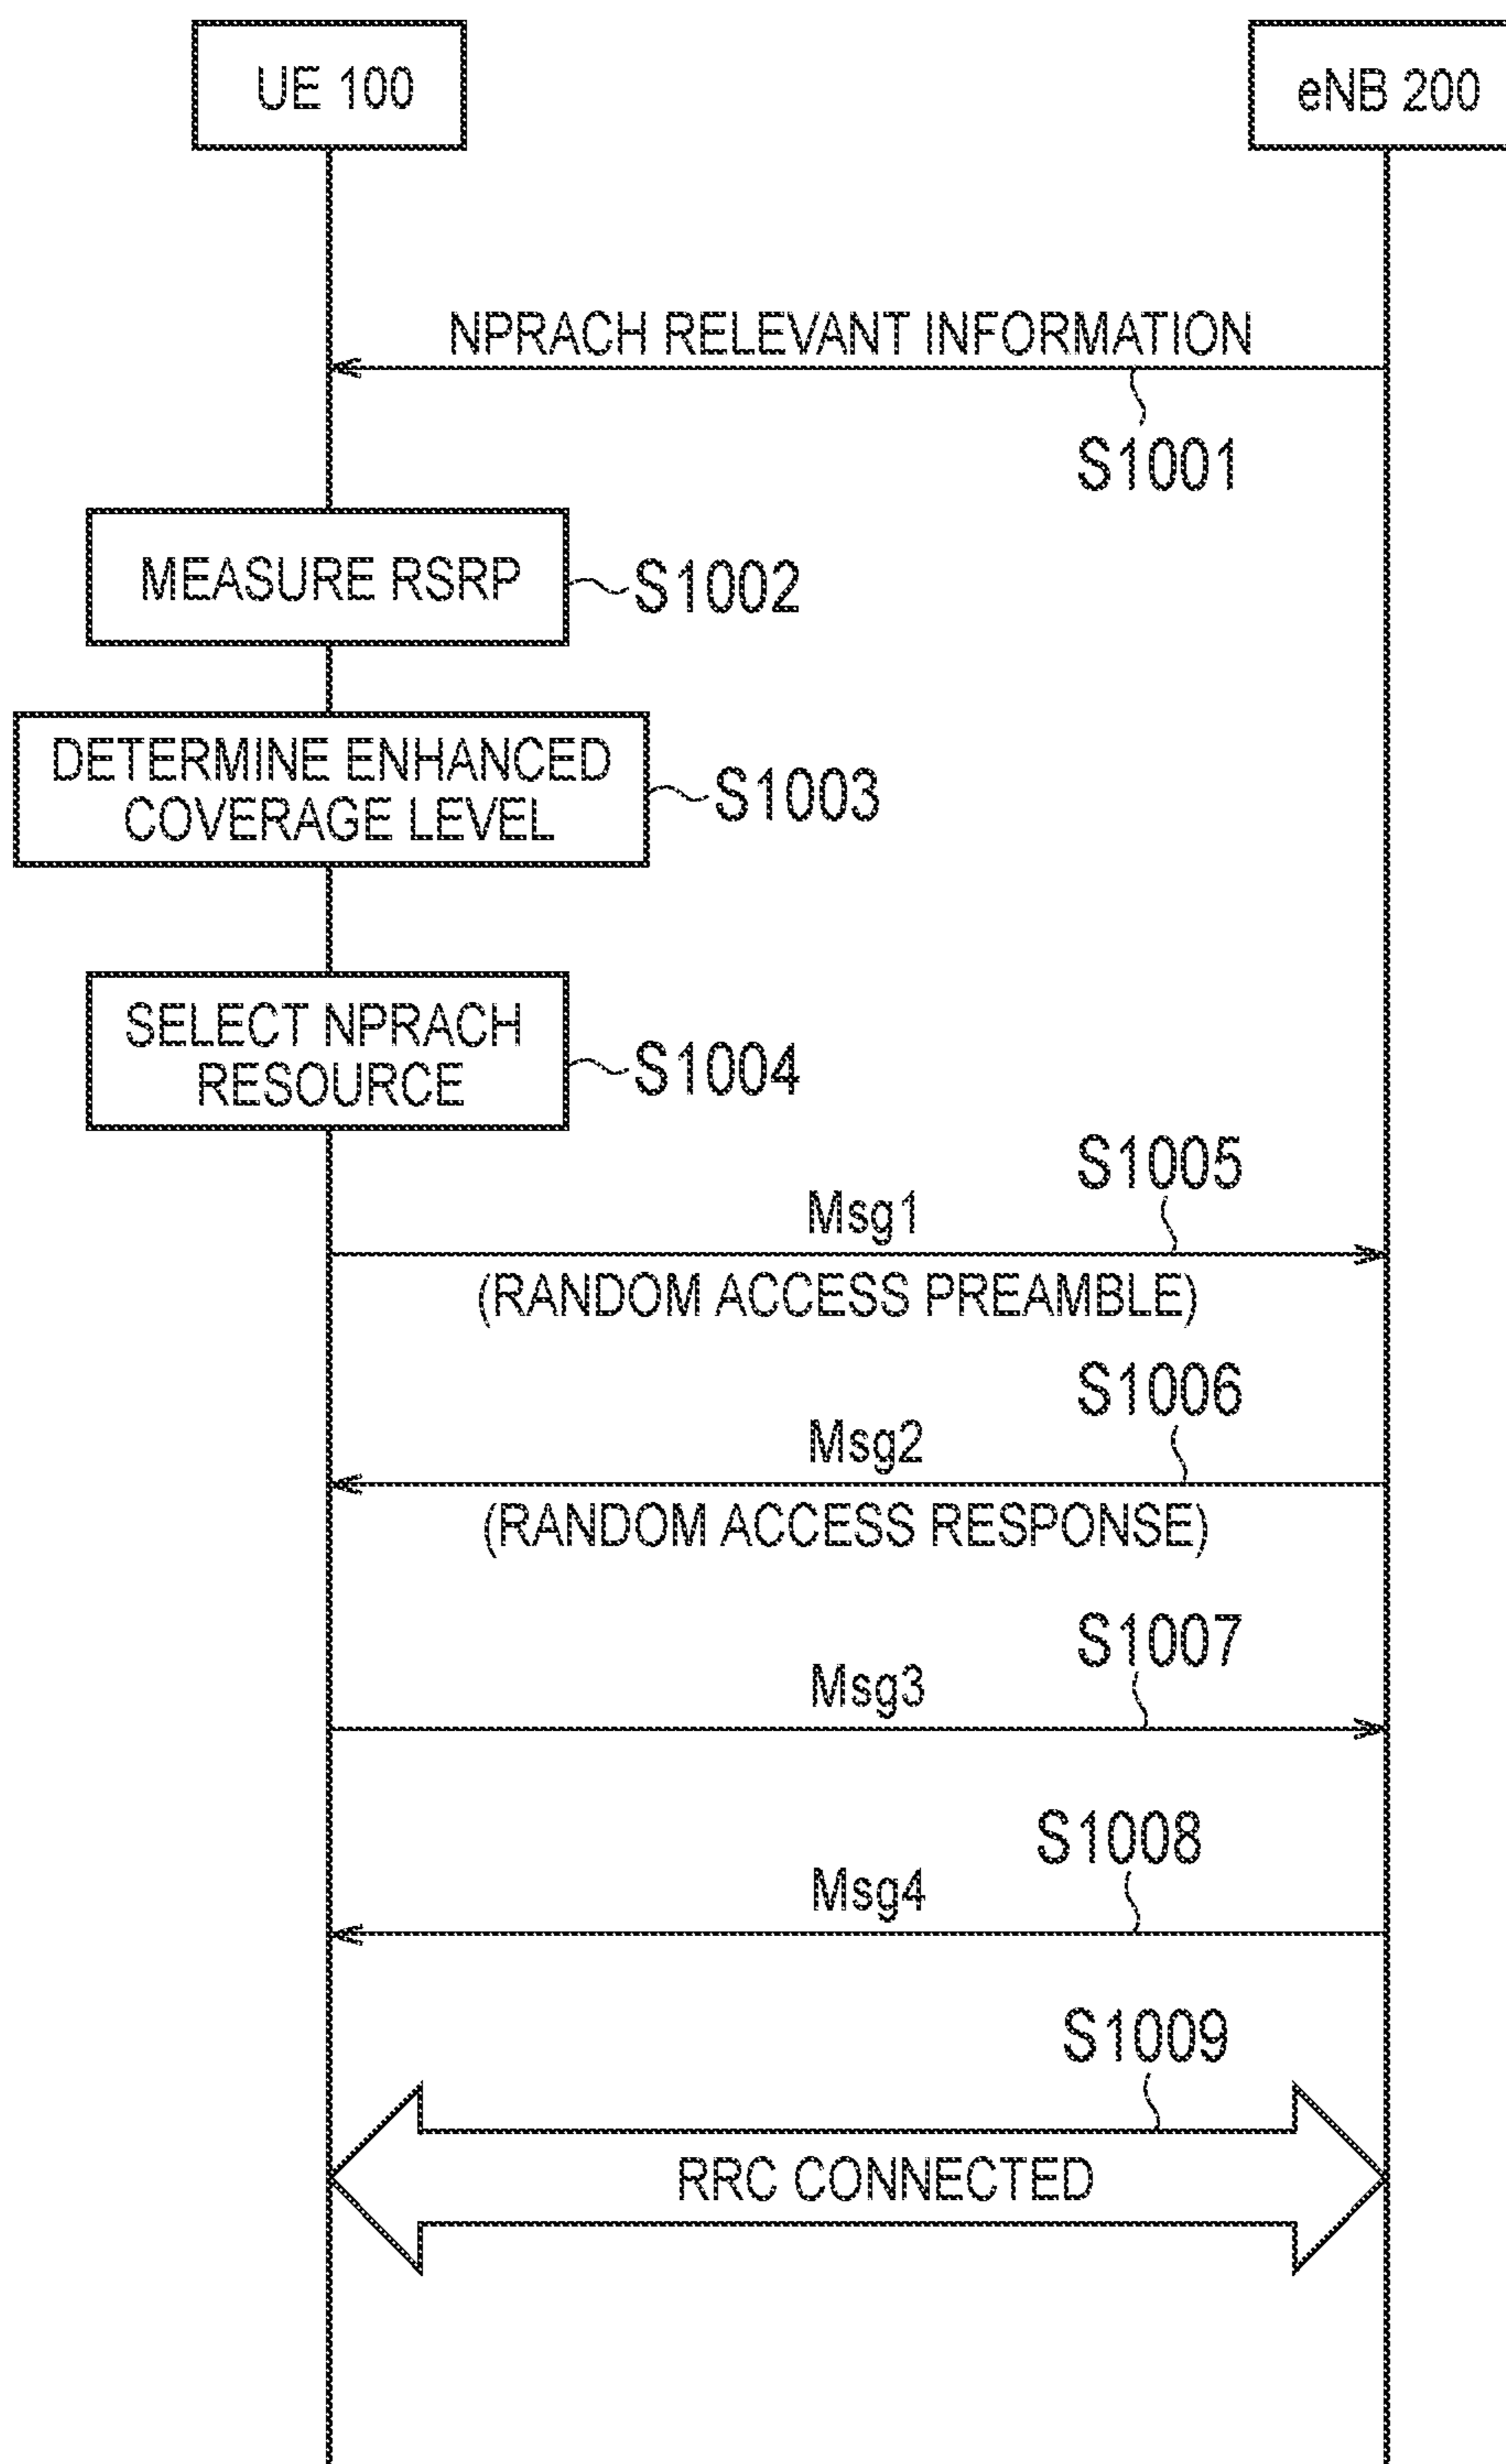 UE 100
eNB 200
NPRACH RELEVANT INFORMATION
S1001
MEASURE RSRP
S1002
DETERMINE ENHANCED
COVERAGE LEVEL
S1003
SELECT NPRACH
RESOURCE
S1004
S1005
Msg1
(RANDOM ACCESS PREAMBLE)
S1006
Msg2
(RANDOM ACCESS RESPONSE)
S1007
Msg3
S1008
Msg4
S1009
RRC CONNECTED